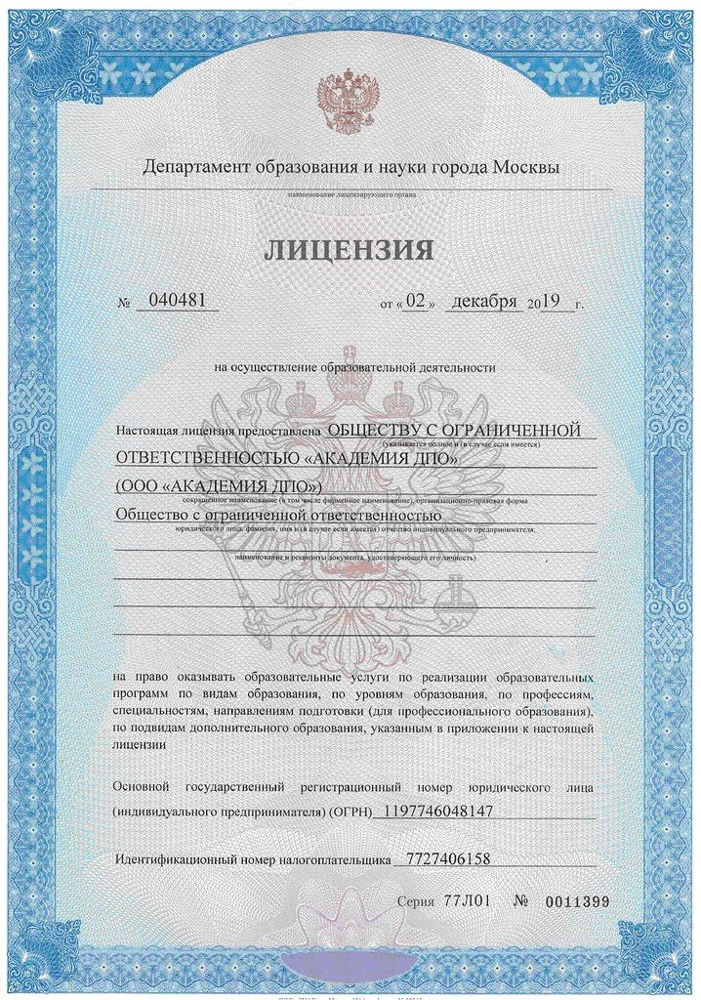 Департамент образования и науки города Москвы
наименование лицензирующего органа
ЛИЦЕНЗИЯ
№ 040481 от «02» декабря 2019 г.
на осуществление образовательной деятельности
Настоящая лицензия предоставлена ОБЩЕСТВУ С ОГРАНИЧЕННОЙ
(указывается полное и (в случае если имеется)
ОТВЕТСТВЕННОСТЬЮ «АКАДЕМИЯ ДПО»
(ООО «АКАДЕМИЯ ДПО»)
сокращенное наименование (в том числе фирменное наименование), организационно-правовая форма
Общество с ограниченной ответственностью
юридического лица, фамилия, имя и (в случае если имеется) отчество индивидуального предпринимателя,
наименование и реквизиты документа, удостоверяющего его личность)
на право оказывать образовательные услуги по реализации образовательных
программ по видам образования, по уровням образования, по профессиям,
специальностям, направлениям подготовки (для профессионального образования),
по подвидам дополнительного образования, указанным в приложении к настоящей
лицензии
Основной государственный регистрационный номер юридического лица
(индивидуального предпринимателя) (ОГРН) 1197746048147
Идентификационный номер налогоплательщика 7727406158
Серия 77Л01 № 0011399